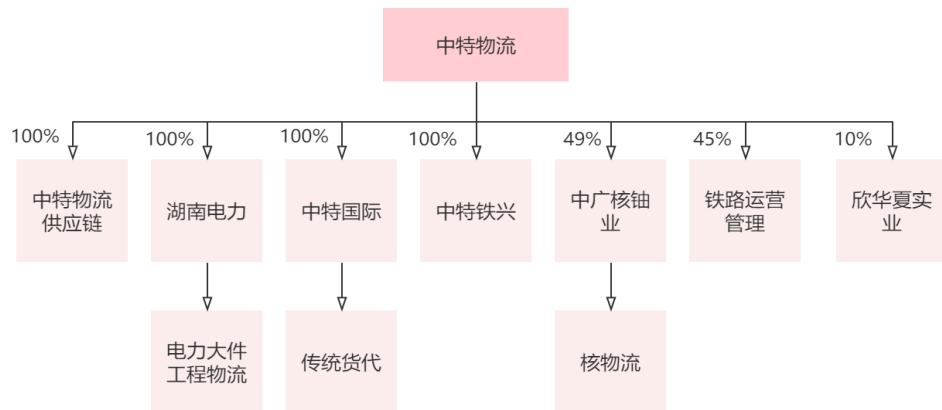 中特物流
100%
100%
100%
100%
49%
45%
10%
中特物流
供应链
湖南电力
中特国际
中特铁兴
中广核铀
业
铁路运营
管理
欣华夏实
业
电力大件
工程物流
传统货代
核物流